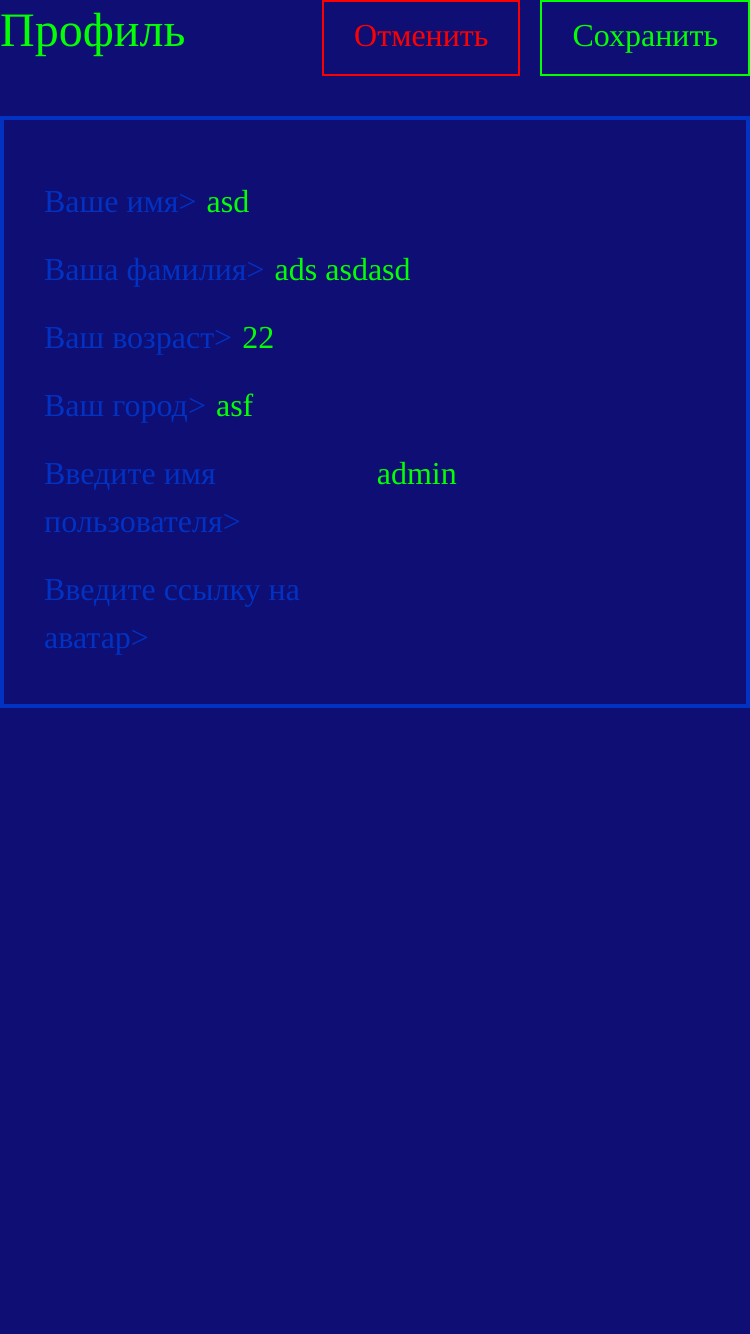 Профиль
Отменить
Сохранить
Ваше имя> asd
Ваша фамилия> ads asdasd
Ваш возраст> 22
Ваш город> asf
Введите имя admin
пользователя>
Введите ссылку на
аватар>